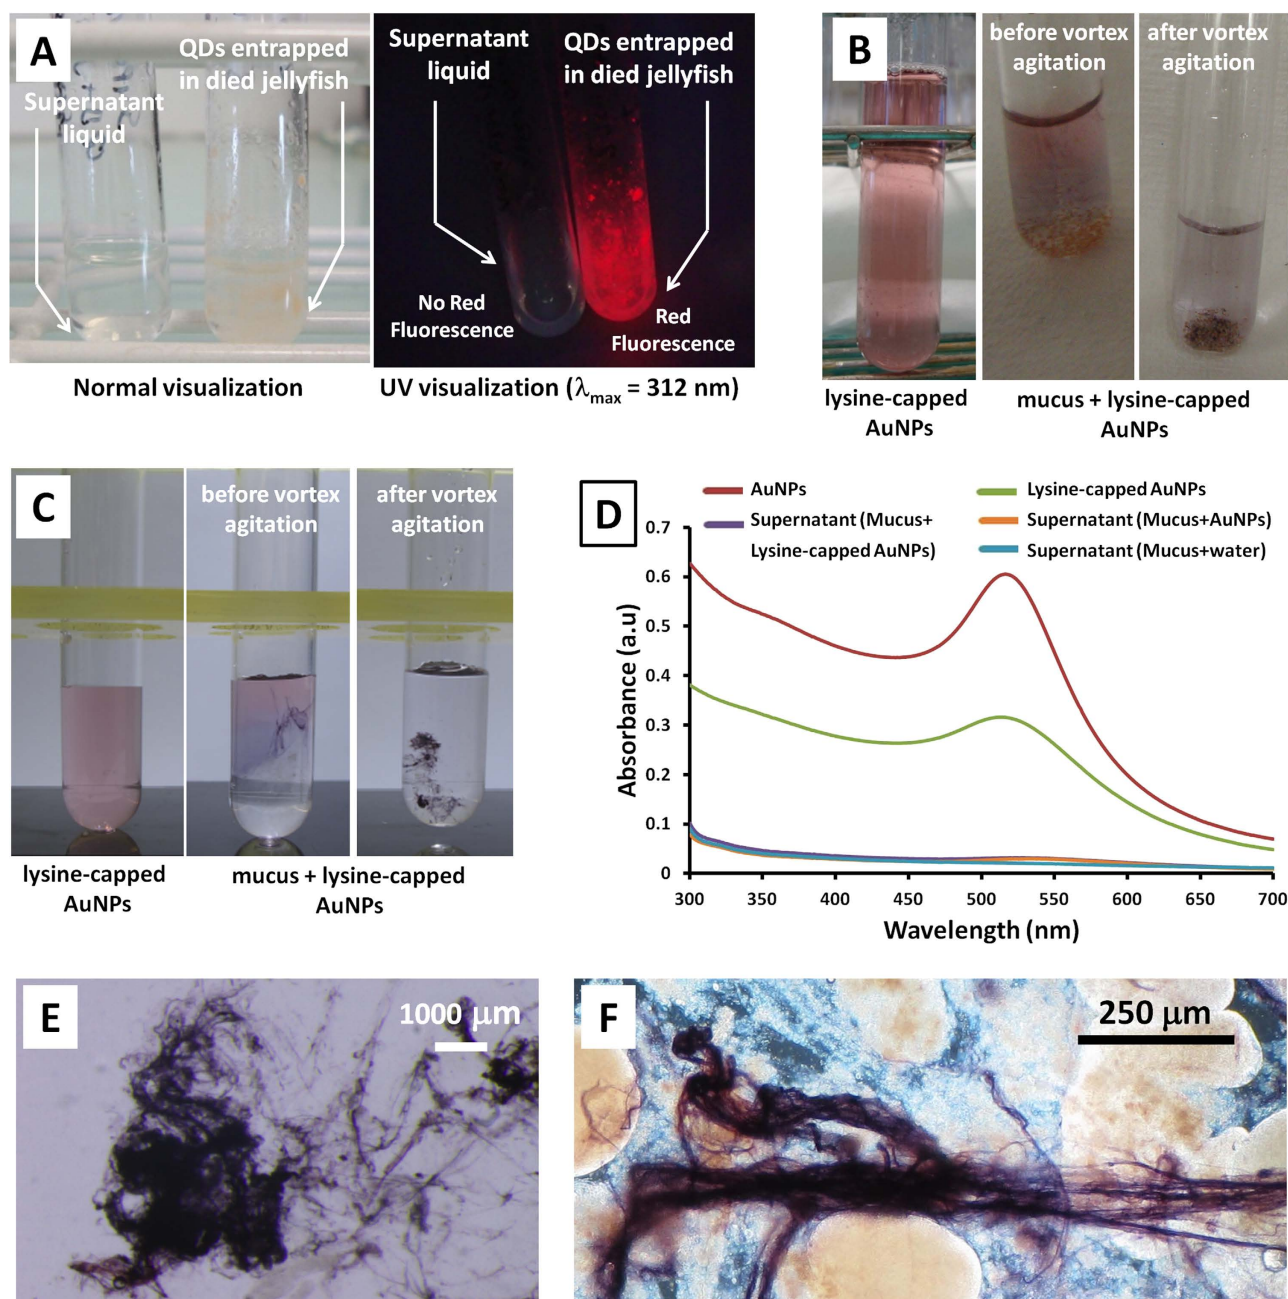 A
Supernatant
liquid
QDs entrapped
in died jellyfish
Supernatant
liquid
QDs entrapped
in died jellyfish
No Red
Fluorescence
Red
Fluorescence
Normal visualization
UV visualization (λmax = 312 nm)
B
before vortex
agitation
after vortex
agitation
lysine-capped
AuNPs
mucus + lysine-capped
AuNPs
C
before vortex
agitation
after vortex
agitation
lysine-capped
AuNPs
mucus + lysine-capped
AuNPs
D
AuNPs
Lysine-capped AuNPs
Supernatant (Mucus+
Lysine-capped AuNPs)
Supernatant (Mucus+AuNPs)
Supernatant (Mucus+water)
Absorbance (a.u)
0.7
0.6
0.5
0.4
0.3
0.2
0.1
0
300 350 400 450 500 550 600 650 700
Wavelength (nm)
E
1000 μm
F
250 μm